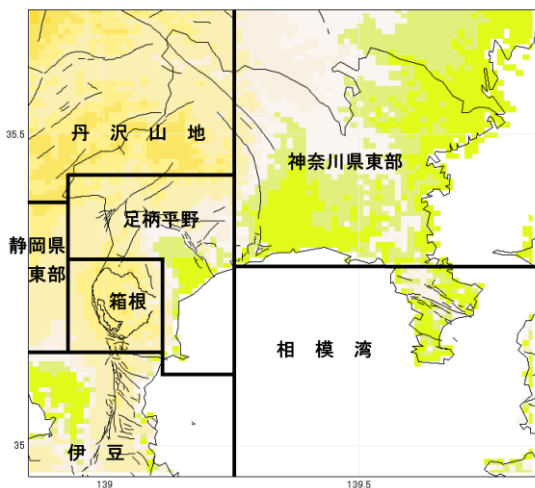 35.5
丹 沢 山 地
神奈川県東部
足柄平野
静岡県
東部
箱根
相 模 湾
35
伊 豆
139
139.5